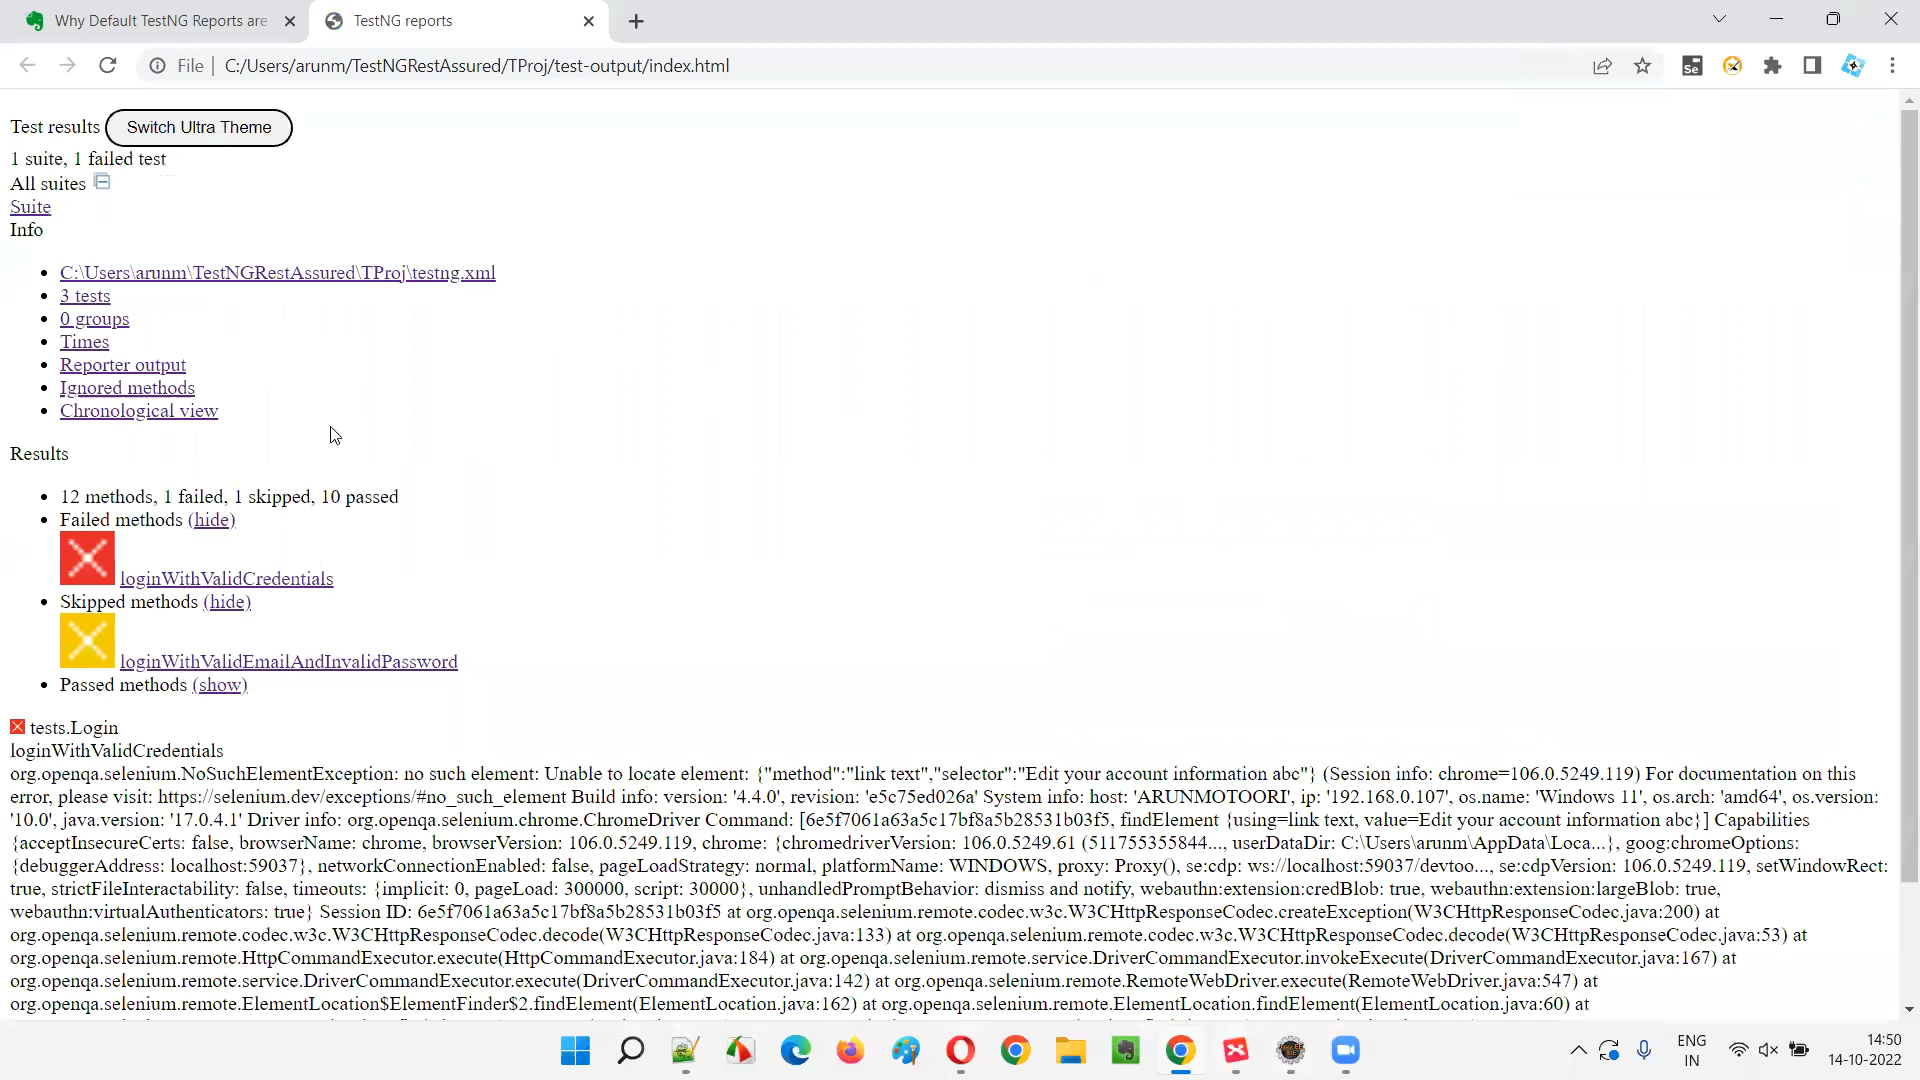 Why Default TestNG Reports are
TestNG reports
File
C:/Users/arunm/TestNGRestAssured/TProj/test-output/index.html
Test results
Switch Ultra Theme
1 suite, 1 failed test
All suites
Suite
Info
C:\Users\arunm\TestNGRestAssured\TProj\testng.xml
3 tests
0 groups
Times
Reporter output
Ignored methods
Chronological view
Results
12 methods, 1 failed, 1 skipped, 10 passed
Failed methods (hide)
loginWithValidCredentials
Skipped methods (hide)
loginWithValidEmailAndInvalidPassword
Passed methods (show)
tests.Login
loginWithValidCredentials
org.openqa.selenium.NoSuchElementException: no such element: Unable to locate element: {"method":"link text","selector":"Edit your account information abc"} (Session info: chrome=106.0.5249.119) For documentation on this
error, please visit: https://selenium.dev/exceptions/#no_such_element Build info: version: '4.4.0', revision: 'e5c75ed026a' System info: host: 'ARUNMOTOORI', ip: '192.168.0.107', os.name: 'Windows 11', os.arch: 'amd64', os.version:
'10.0', java.version: '17.0.4.1' Driver info: org.openqa.selenium.chrome.ChromeDriver Command: [6e5f7061a63a5c17bf8a5b28531b03f5, findElement {using=link text, value=Edit your account information abc}] Capabilities
{acceptInsecureCerts: false, browserName: chrome, browserVersion: 106.0.5249.119, chrome: {chromedriverVersion: 106.0.5249.61 (511755355844..., userDataDir: C:\Users\arunm\AppData\Loca...}, goog:chromeOptions:
{debuggerAddress: localhost:59037}, networkConnectionEnabled: false, pageLoadStrategy: normal, platformName: WINDOWS, proxy: Proxy(), se:cdp: ws://localhost:59037/devtoo..., se:cdpVersion: 106.0.5249.119, setWindowRect:
true, strictFileInteractability: false, timeouts: {implicit: 0, pageLoad: 300000, script: 30000}, unhandledPromptBehavior: dismiss and notify, webauthn:extension:credBlob: true, webauthn:extension:largeBlob: true,
webauthn:virtualAuthenticators: true} Session ID: 6e5f7061a63a5c17bf8a5b28531b03f5 at org.openqa.selenium.remote.codec.w3c.W3CHttpResponseCodec.createException(W3CHttpResponseCodec.java:200) at
org.openqa.selenium.remote.codec.w3c.W3CHttpResponseCodec.decode(W3CHttpResponseCodec.java:133) at org.openqa.selenium.remote.codec.w3c.W3CHttpResponseCodec.decode(W3CHttpResponseCodec.java:53) at
org.openqa.selenium.remote.HttpCommandExecutor.execute(HttpCommandExecutor.java:184) at org.openqa.selenium.remote.service.DriverCommandExecutor.invokeExecute(DriverCommandExecutor.java:167) at
org.openqa.selenium.remote.service.DriverCommandExecutor.execute(DriverCommandExecutor.java:142) at org.openqa.selenium.remote.RemoteWebDriver.execute(RemoteWebDriver.java:547) at
org.openqa.selenium.remote.ElementLocation$ElementFinder$2.findElement(ElementLocation.java:162) at org.openqa.selenium.remote.ElementLocation.findElement(ElementLocation.java:60) at
ENG
IN
14:50
14-10-2022